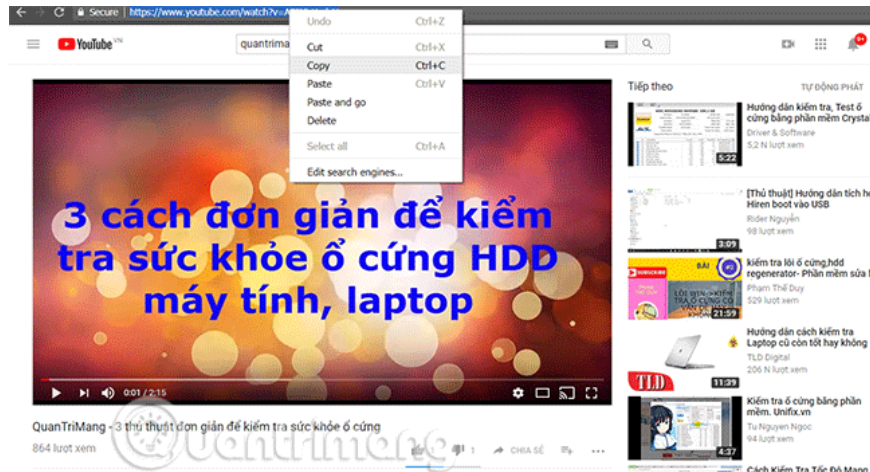 Secure https://www.youtube.com/watch?v=
Undo Ctrl+Z
Cut Ctrl+X
Copy Ctrl+C
Paste Ctrl+V
Paste and go
Delete
Select all Ctrl+A
Edit search engines...
YouTube VN
quantrima
3 cách đơn giản để kiểm
tra sức khỏe ổ cứng HDD
máy tính, laptop
0:01 / 2:15
QuanTriMang - 3 thủ thuật đơn giản để kiểm tra sức khỏe ổ cứng
864 lượt xem
1 CHIA SẺ
Quantrimang
Tiếp theo TỰ ĐỘNG PHÁT
Hướng dẫn kiểm tra, Test ổ
cứng bằng phần mềm Crystal
Driver & Software
5,2 N lượt xem
5:22
[Thủ thuật] Hướng dẫn tích
Hiren boot vào USB
Rider Nguyễn
98 lượt xem
3:09
kiểm tra lỗi ổ cứng,hdd
regenerator- Phần mềm sửa
Phạm Thế Duy
529 lượt xem
SUBSCRIBE
BÀI
21:59
Hướng dẫn cách kiểm tra
Laptop cũ còn tốt hay không
TLD Digital
206 N lượt xem
TLD
11:39
Kiểm tra ổ cứng bằng phần
mềm. Unifix.vn
Tu Nguyen Ngoc
94 lượt xem
4:37
Cách Kiểm Tra Tốc Độ Mạng